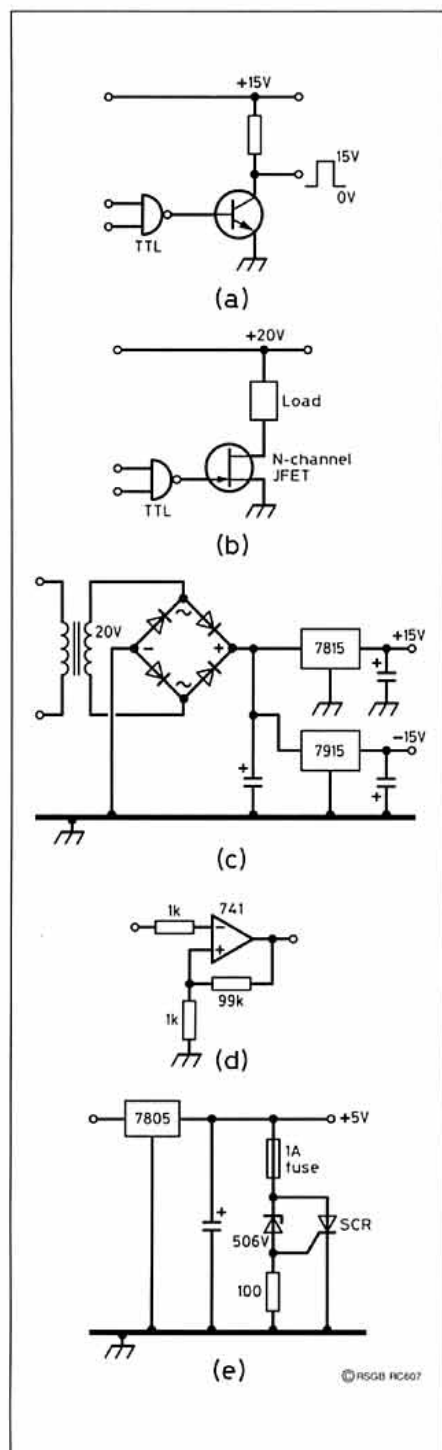 +15V
15V
0V
TTL
(a)
+20V
Load
N-channel
JFET
TTL
(b)
20V
~
- +
~
7815
+15V
+
7915
-15V
+
+
(c)
1k
741
-
+
99k
1k
(d)
7805
+5V
1A
fuse
+
506V
SCR
100
(e)
©RSGB RC607